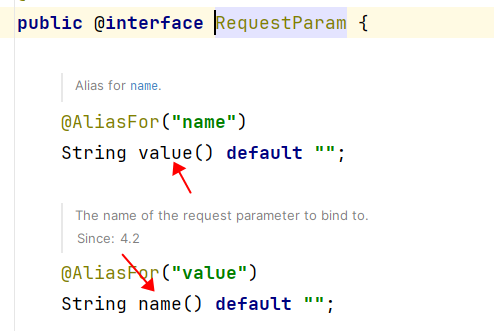 public @interface RequestParam {
Alias for name.
@AliasFor("name")
String value() default "";
The name of the request parameter to bind to.
Since: 4.2
@AliasFor("value")
String name() default "";